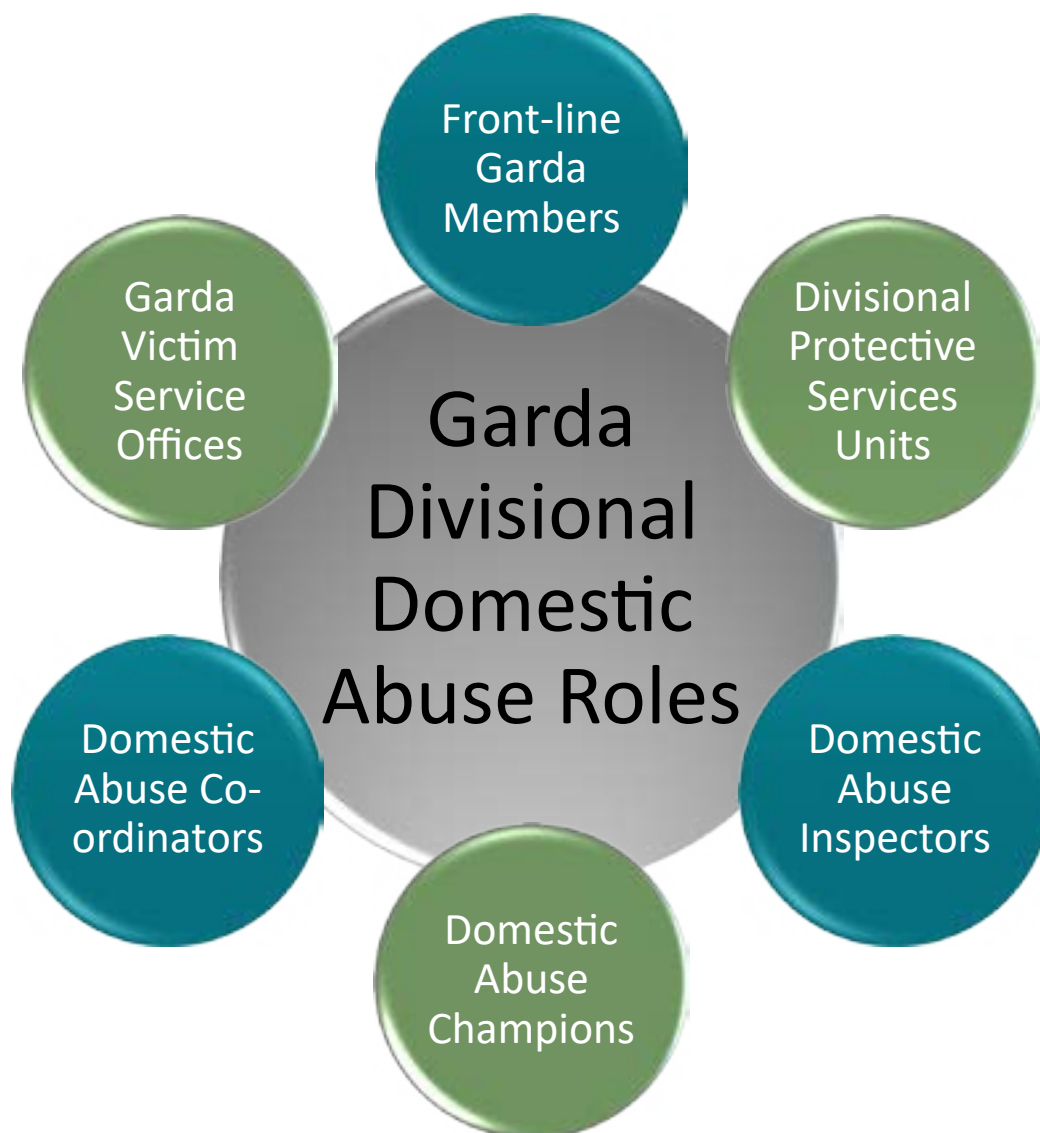 Front-line
Garda
Members
Divisional
Protective
Services
Units
Domestic
Abuse
Inspectors
Domestic
Abuse
Champions
Domestic
Abuse Co-
ordinators
Garda
Victim
Service
Offices
Garda
Divisional
Domestic
Abuse Roles